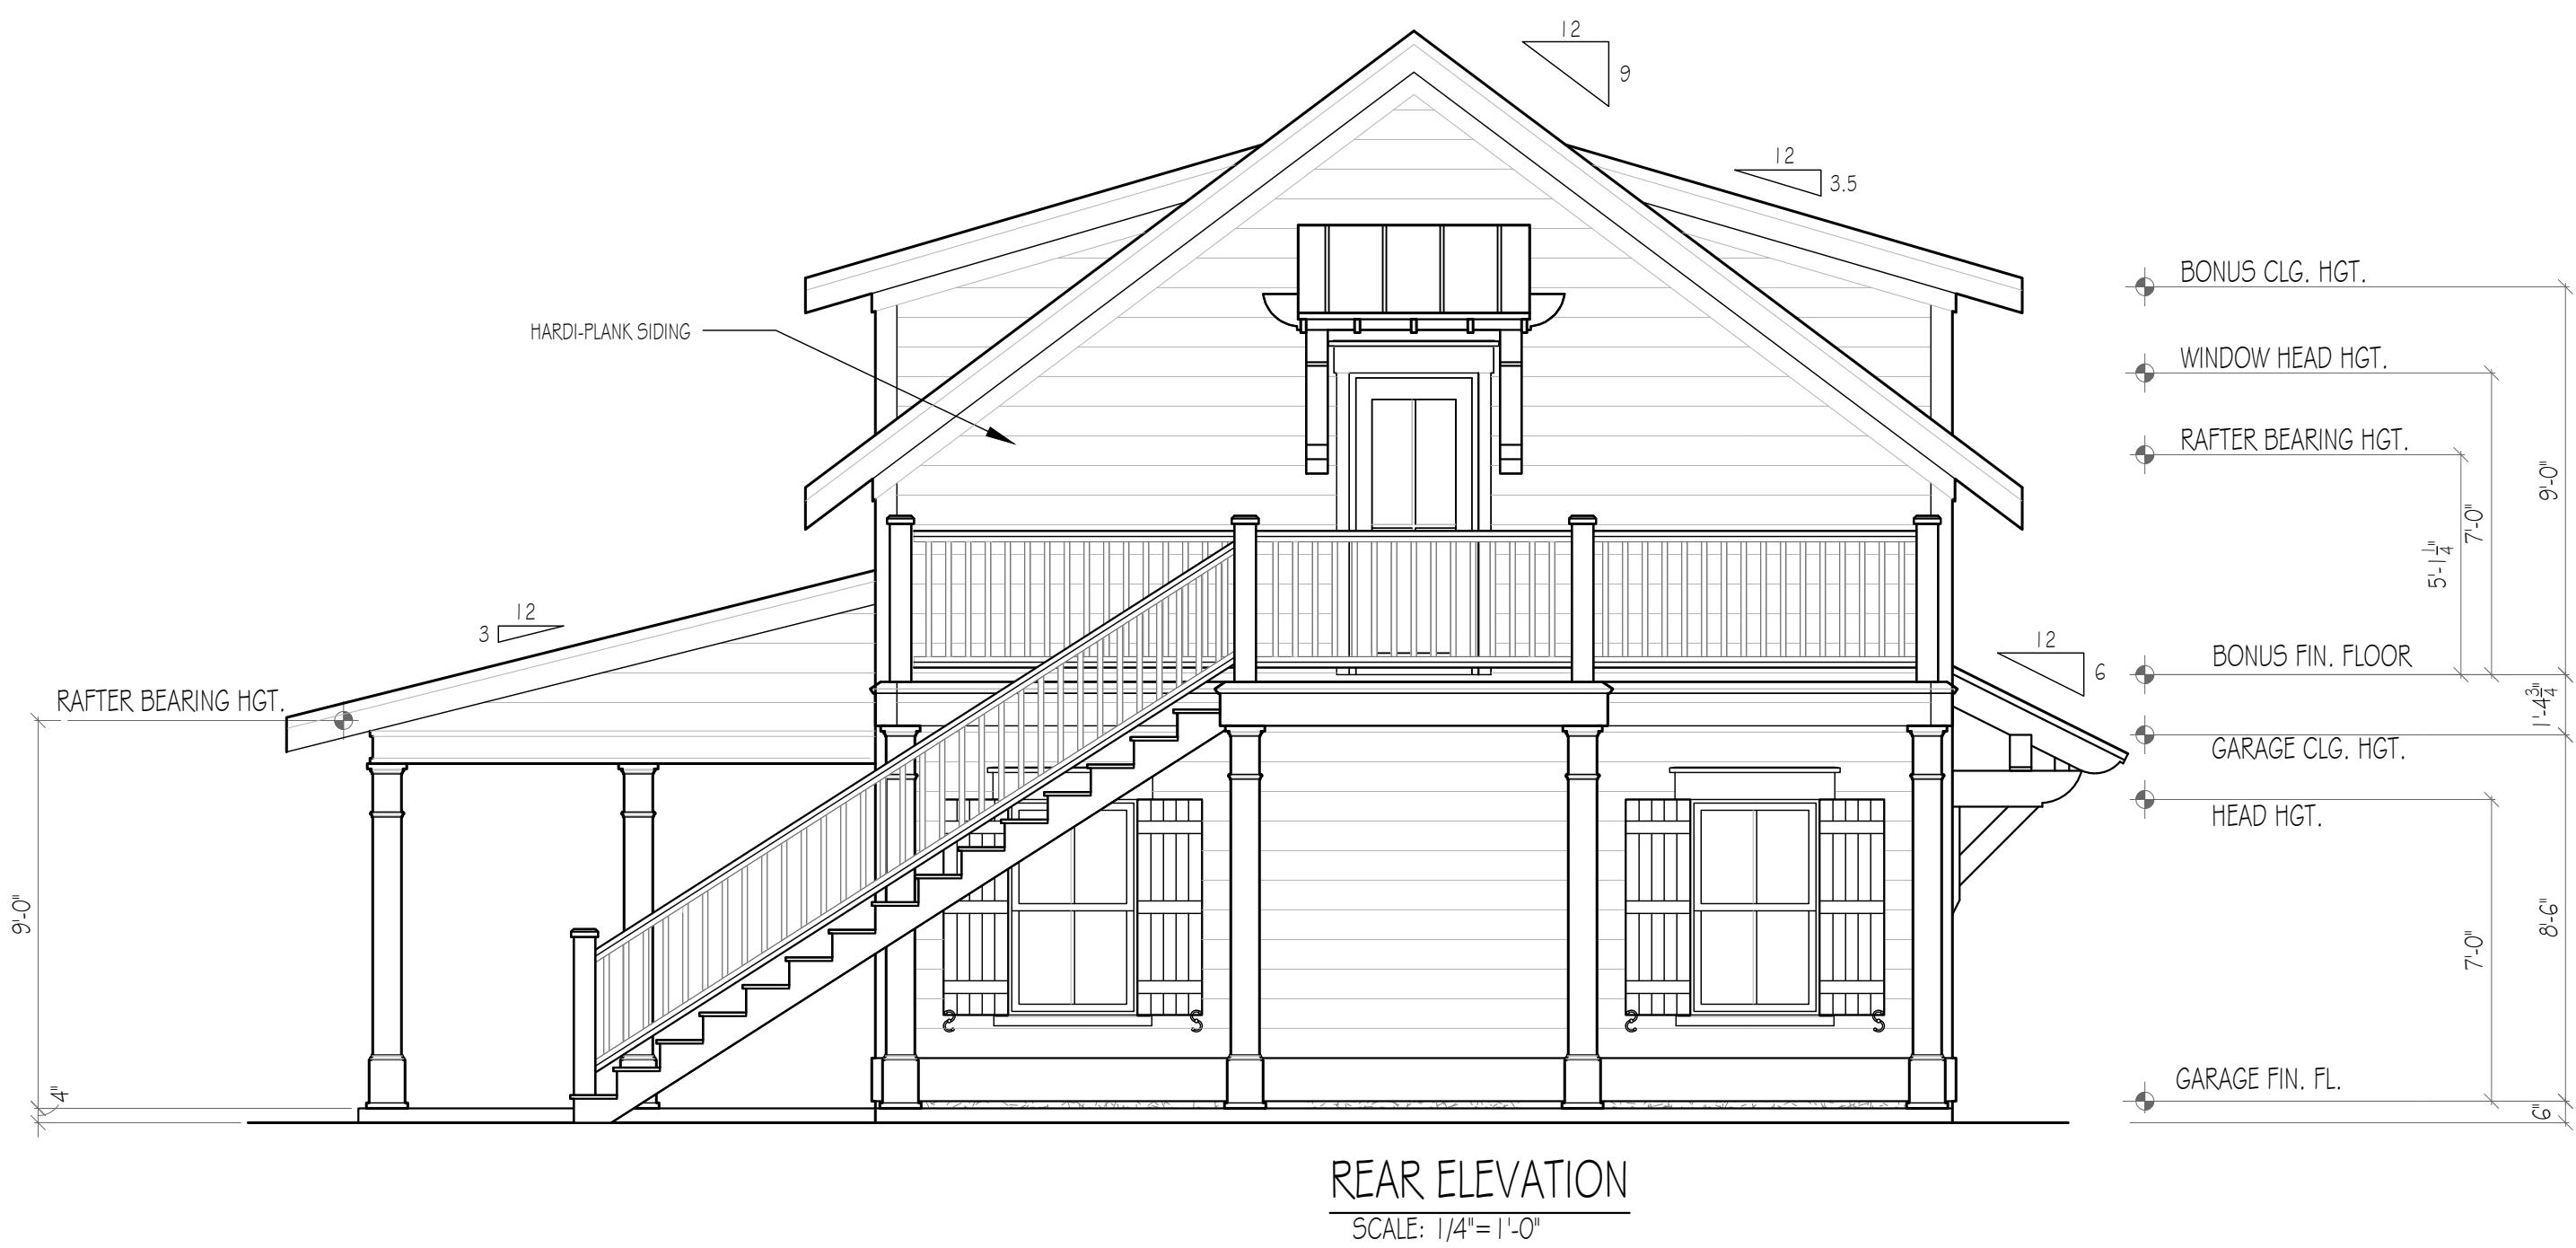 12
9
12
3.5
BONUS CLG. HGT.
HARDI-PLANK SIDING
WINDOW HEAD HGT.
RAFTER BEARING HGT.
9'-0"
7'-0"
5'-1 1/4"
12
3
12
6
BONUS FIN. FLOOR
RAFTER BEARING HGT.
1'-4 3/4"
GARAGE CLG. HGT.
HEAD HGT.
9'-0"
8'-6"
7'-0"
4"
GARAGE FIN. FL.
6"
REAR ELEVATION
SCALE: 1/4"=1'-0"